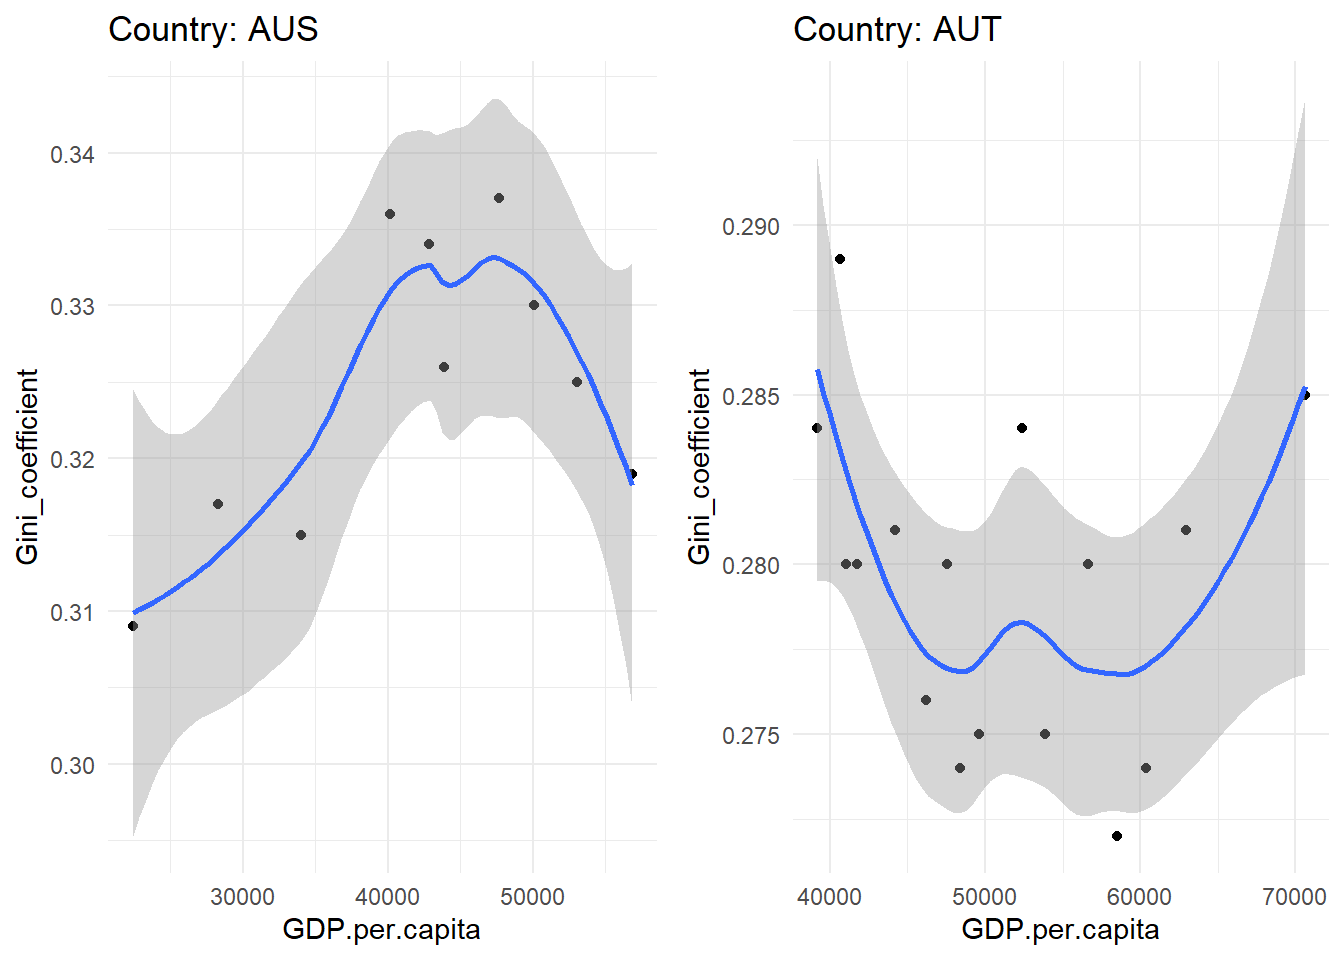 Country: AUS
Gini_coefficient
0.34
0.33
0.32
0.31
0.30
30000 40000 50000
GDP.per.capita
Country: AUT
Gini_coefficient
0.290
0.285
0.280
0.275
40000 50000 60000 70000
GDP.per.capita